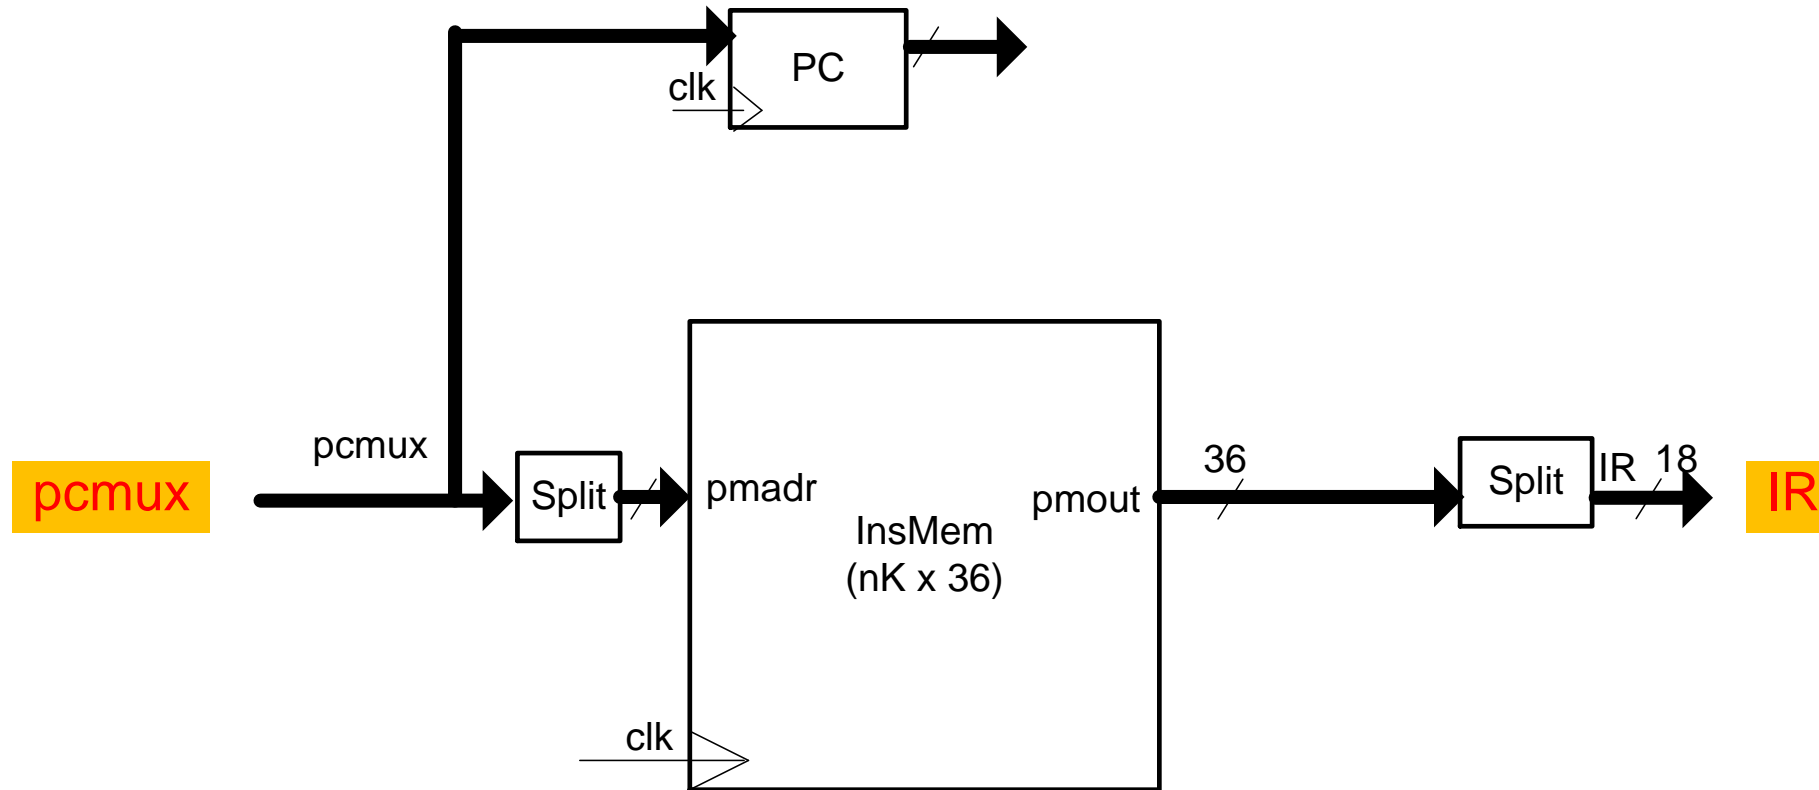 PC
clk
pcmux
pcmux
Split
pmadr
InsMem
(nK x 36)
pmout
36
Split
IR
18
IR
clk